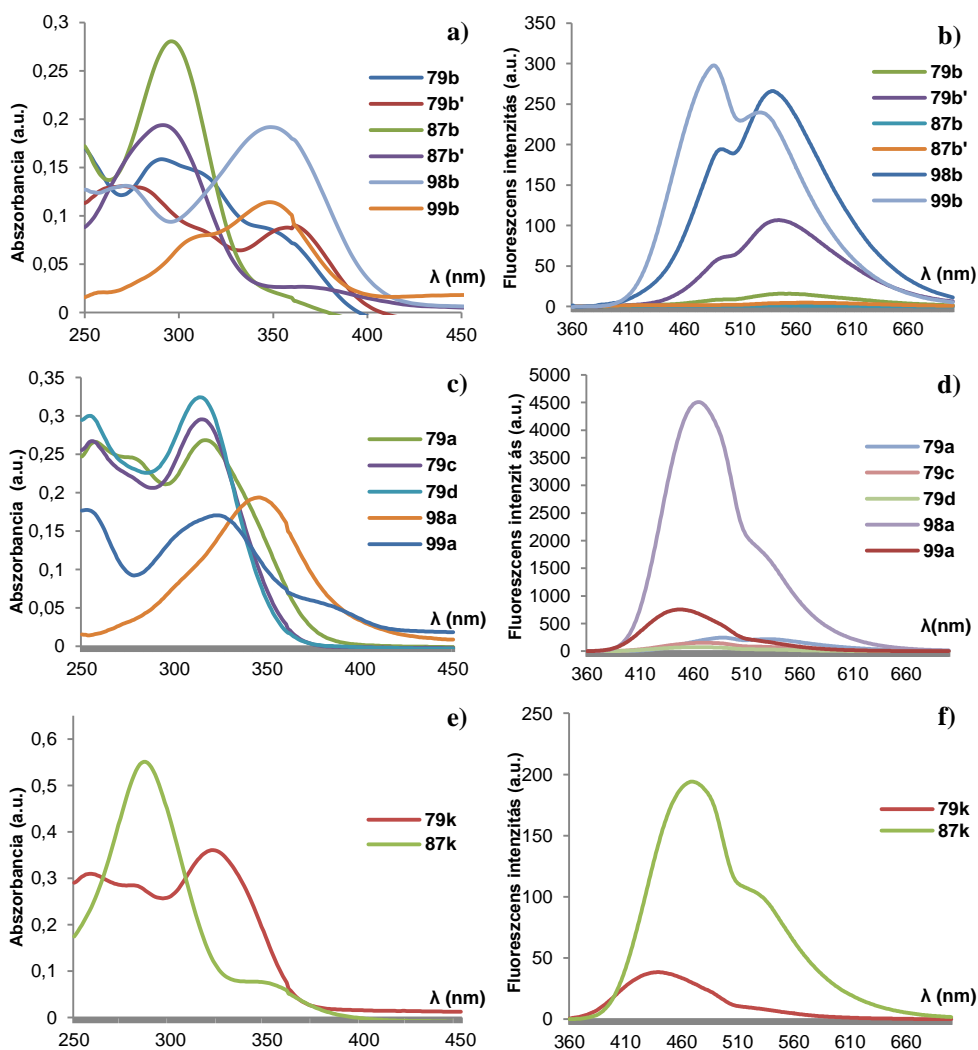 a)
Abszorbancia (a.u.)
0,3
0,25
0,2
0,15
0,1
0,05
0
250
300
350
400
450
λ (nm)
79b
79b'
87b
87b'
98b
99b
b)
Fluoreszcens intenzitás (a.u.)
350
300
250
200
150
100
50
0
360
410
460
510
560
610
660
λ (nm)
79b
79b'
87b
87b'
98b
99b
c)
Abszorbancia (a.u.)
0,35
0,3
0,25
0,2
0,15
0,1
0,05
0
250
300
350
400
450
λ (nm)
79a
79c
79d
98a
99a
d)
Fluoreszcens intenzit ás (a.u.)
5000
4500
4000
3500
3000
2500
2000
1500
1000
500
0
360
410
460
510
560
610
660
λ(nm)
79a
79c
79d
98a
99a
e)
Abszorbancia (a.u.)
0,6
0,5
0,4
0,3
0,2
0,1
0
250
300
350
400
450
λ (nm)
79k
87k
f)
Fluoreszcens intenzitás (a.u.)
250
200
150
100
50
0
360
410
460
510
560
610
660
λ (nm)
79k
87k